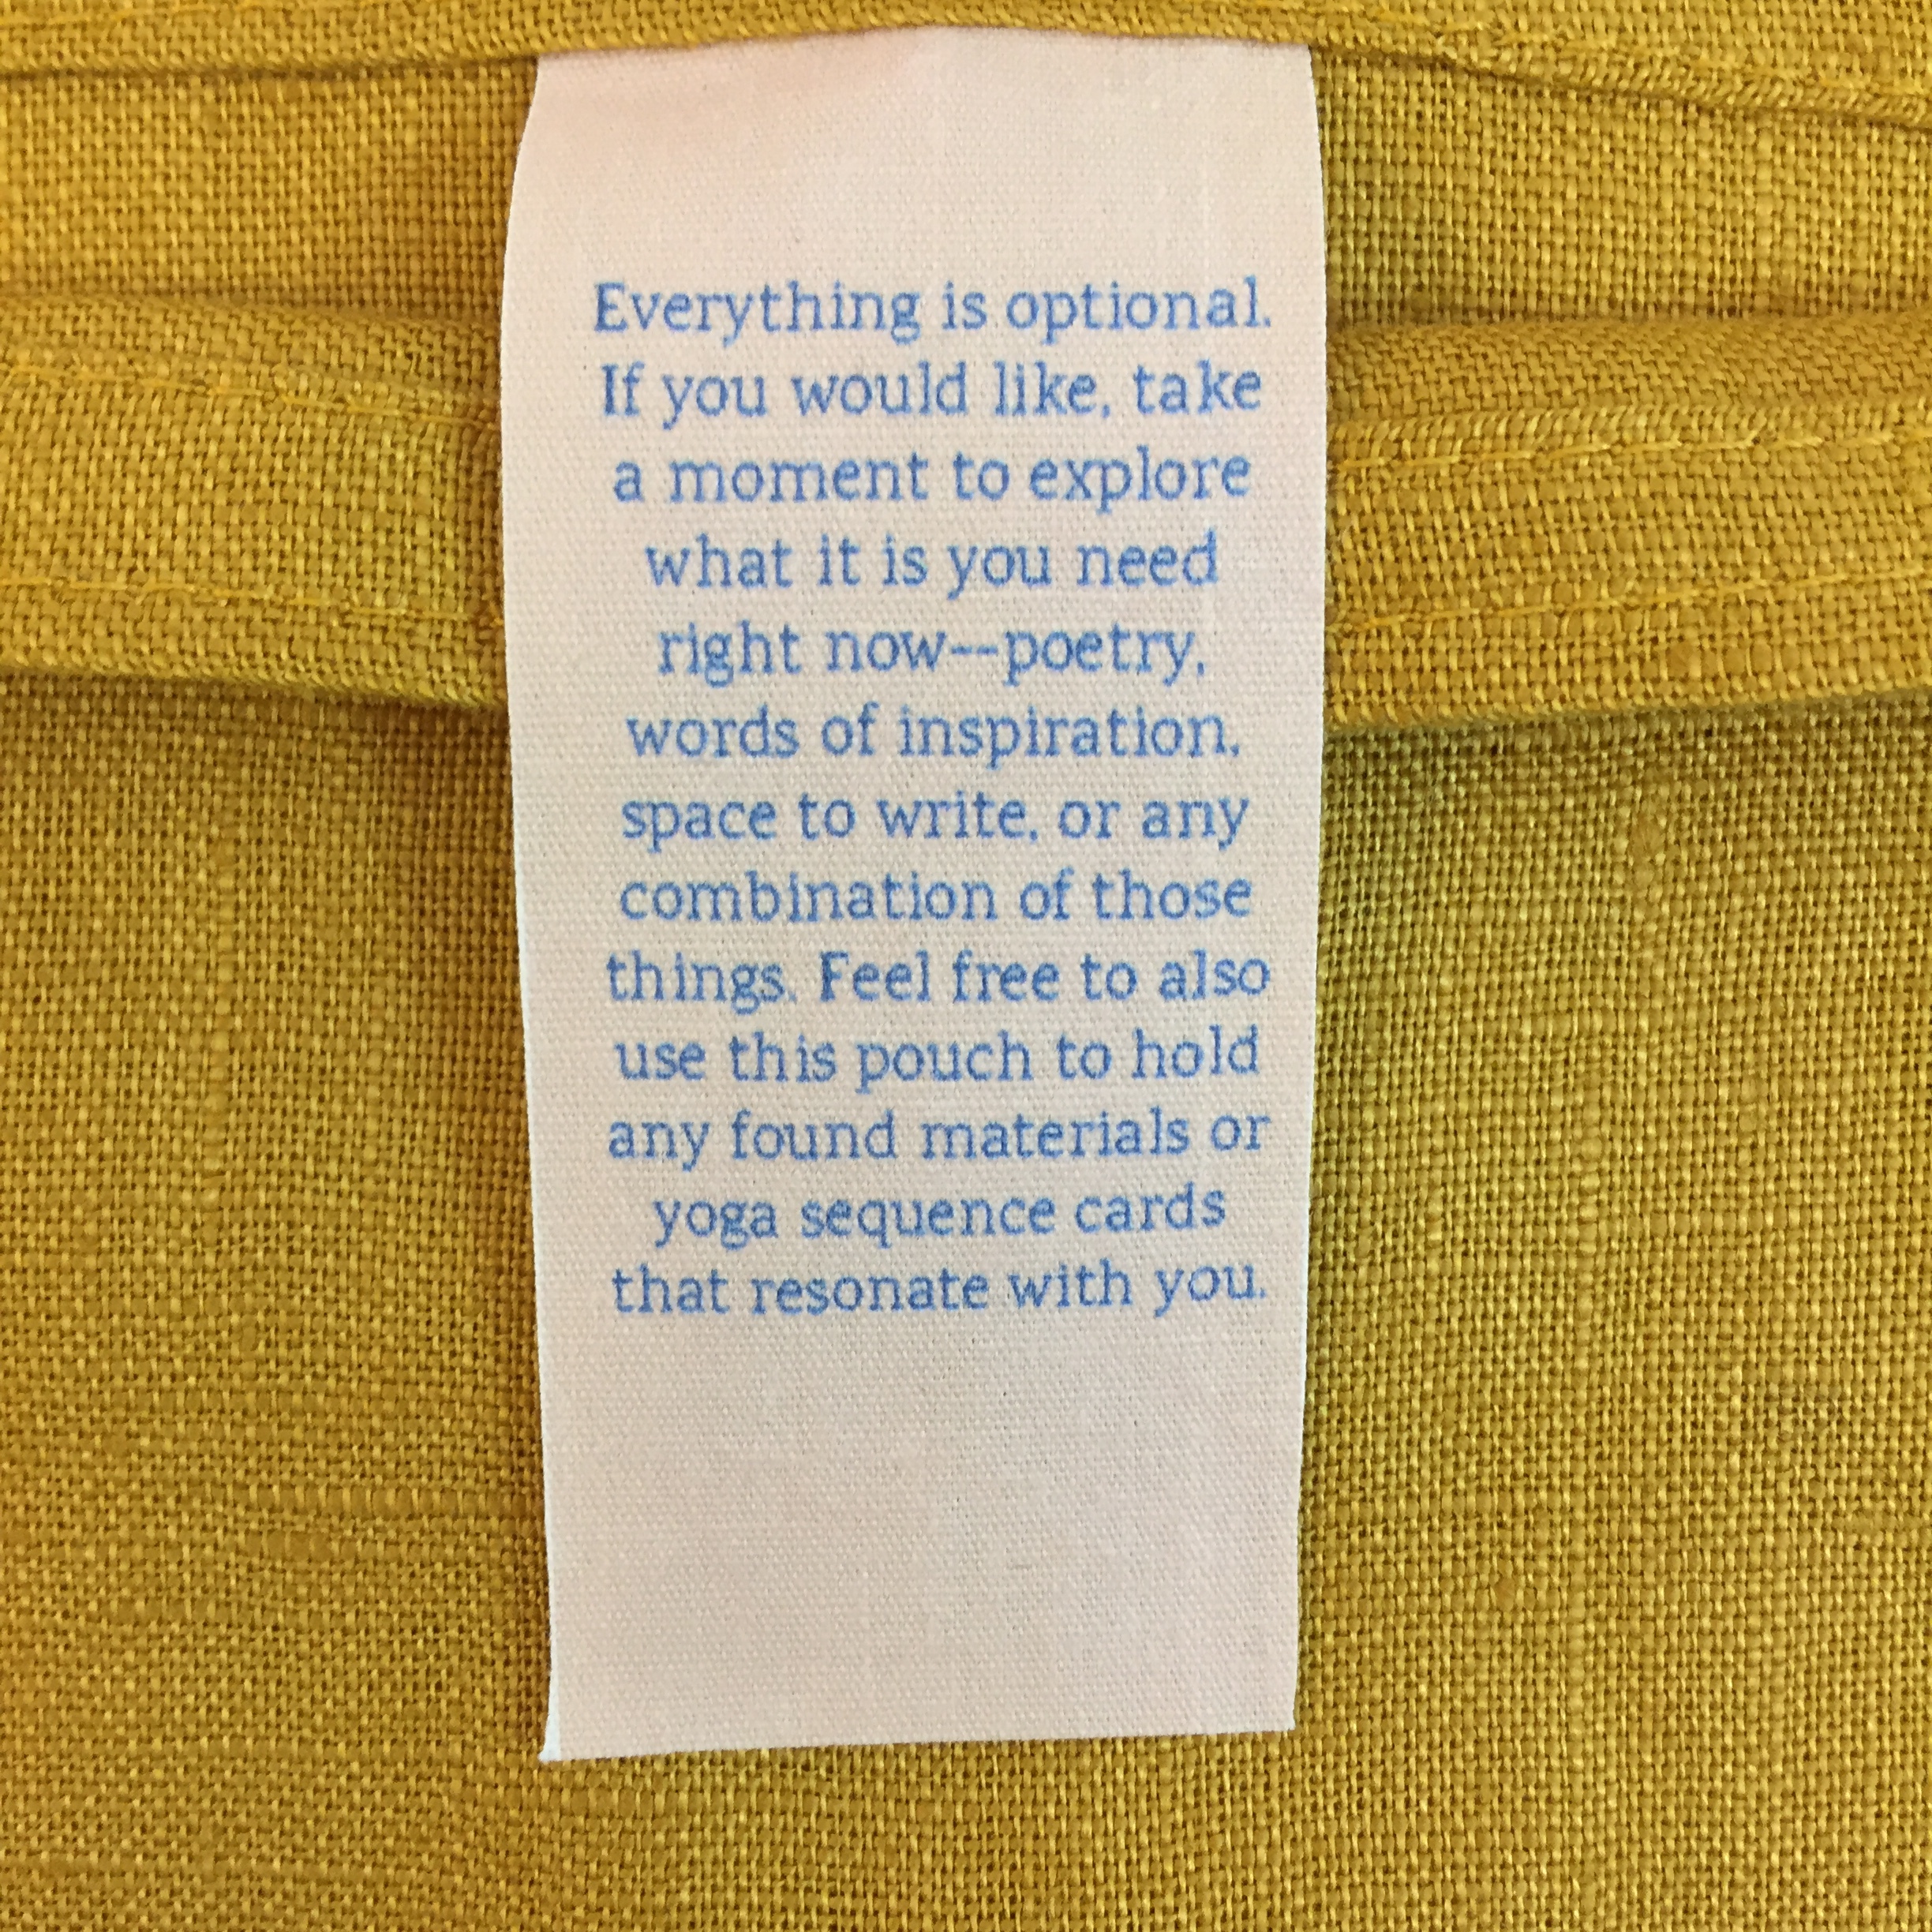 Everything is optional.
If you would like, take
a moment to explore
what it is you need
right now--poetry,
words of inspiration,
space to write, or any
combination of those
things. Feel free to also
use this pouch to hold
any found materials or
yoga sequence cards
that resonate with you.